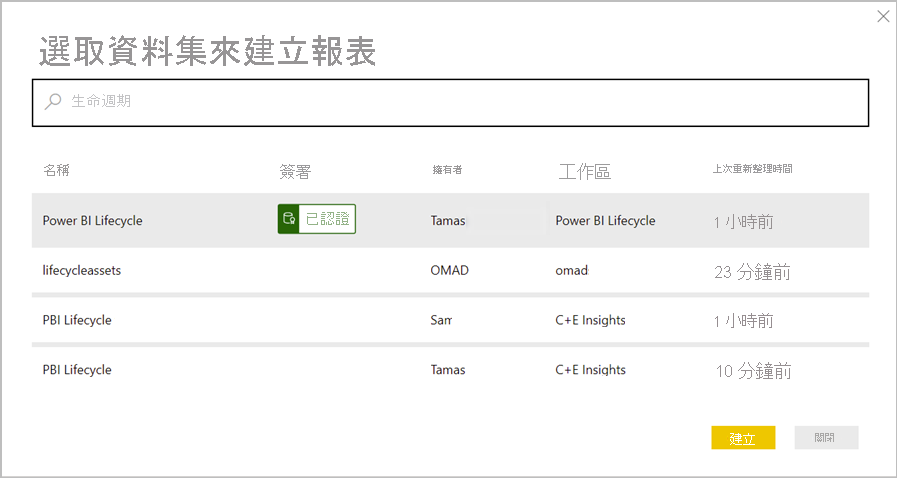 選取資料集來建立報表
生命週期
名稱 簽署 擁有者 工作區 上次重新整理時間
Power BI Lifecycle 已認證 Tamas Power BI Lifecycle 1 小時前
lifecycleassets OMAD omad 23 分鐘前
PBI Lifecycle Sam C+E Insights 1 小時前
PBI Lifecycle Tamas C+E Insights 10 分鐘前
建立 關閉